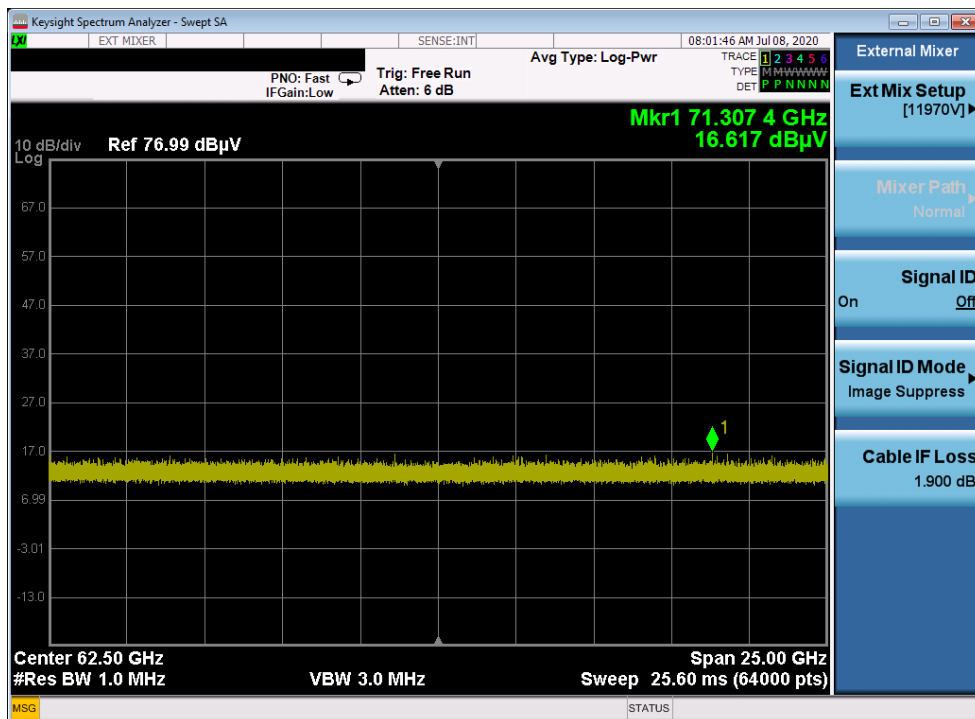 Keysight Spectrum Analyzer - Swept SA
LXI EXT MIXER SENSE:INT 08:01:46 AM Jul 08, 2020
PNO: Fast
IFGain:Low
Trig: Free Run
Atten: 6 dB
Avg Type: Log-Pwr
TRACE 1 2 3 4 5 6
TYPE M M W W W W
DET P P N N N N
Mkr1 71.307 4 GHz
16.617 dBµV
10 dB/div
Log
Ref 76.99 dBµV
67.0
57.0
47.0
37.0
27.0
17.0
6.99
-3.01
-13.0
1
Center 62.50 GHz
Span 25.00 GHz
#Res BW 1.0 MHz
VBW 3.0 MHz
Sweep 25.60 ms (64000 pts)
MSG
STATUS
External Mixer
Ext Mix Setup
[11970V]
Mixer Path
Normal
Signal ID
On Off
Signal ID Mode
Image Suppress
Cable IF Loss
1.900 dB